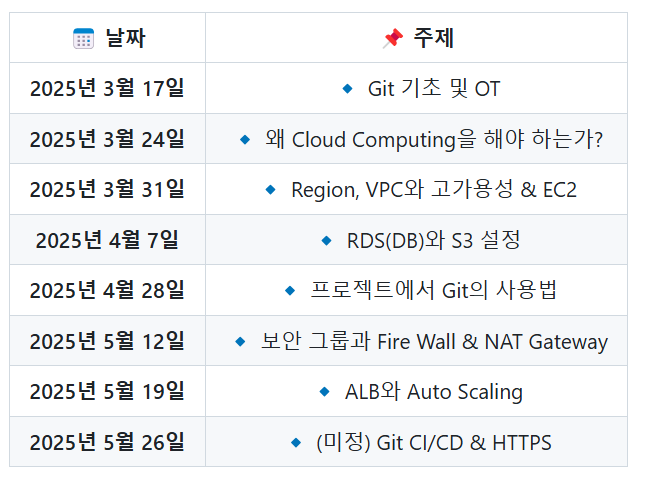 📅 날짜 📌 주제
2025년 3월 17일 🔹 Git 기초 및 OT
2025년 3월 24일 🔹 왜 Cloud Computing을 해야 하는가?
2025년 3월 31일 🔹 Region, VPC와 고가용성 & EC2
2025년 4월 7일 🔹 RDS(DB)와 S3 설정
2025년 4월 28일 🔹 프로젝트에서 Git의 사용법
2025년 5월 12일 🔹 보안 그룹과 Fire Wall & NAT Gateway
2025년 5월 19일 🔹 ALB와 Auto Scaling
2025년 5월 26일 🔹 (미정) Git CI/CD & HTTPS